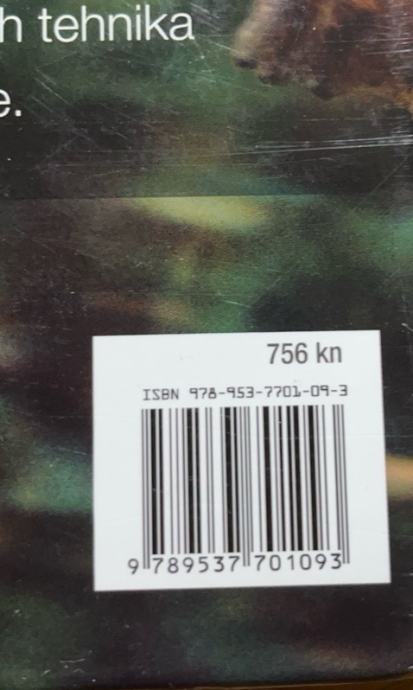 h tehnika
e.
756 kn
ISBN 978-953-7701-09-3
9 789537 701093